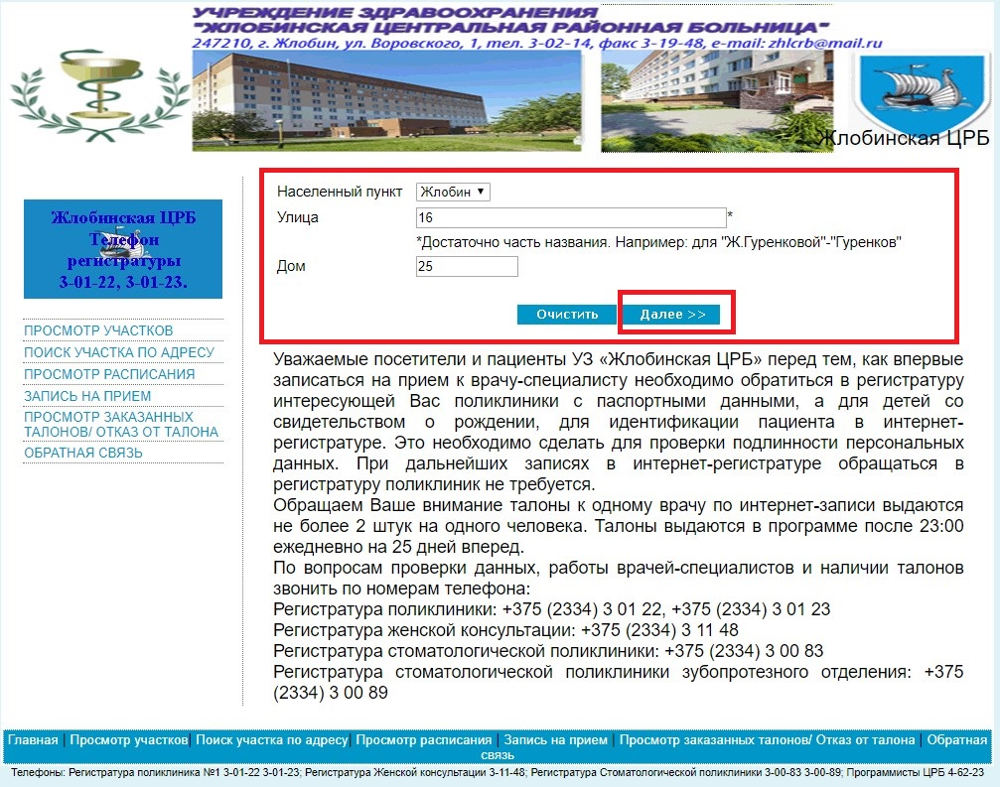 УЧРЕЖДЕНИЕ ЗДРАВООХРАНЕНИЯ
"ЖЛОБИНСКАЯ ЦЕНТРАЛЬНАЯ РАЙОННАЯ БОЛЬНИЦА"
247210, г. Жлобин, ул. Воровского, 1, тел. 3-02-14, факс 3-19-48, e-mail: zhlcrb@mail.ru
Жлобинская ЦРБ
Жлобинская ЦРБ
Телефон
регистратуры
3-01-22, 3-01-23.
ПРОСМОТР УЧАСТКОВ
ПОИСК УЧАСТКА ПО АДРЕСУ
ПРОСМОТР РАСПИСАНИЯ
ЗАПИСЬ НА ПРИЕМ
ПРОСМОТР ЗАКАЗАННЫХ
ТАЛОНОВ/ ОТКАЗ ОТ ТАЛОНА
ОБРАТНАЯ СВЯЗЬ
Населенный пункт Жлобин
Улица 16 *
*Достаточно часть названия. Например: для "Ж.Гуренковой"-"Гуренков"
Дом 25
Очистить Далее >>
Уважаемые посетители и пациенты УЗ «Жлобинская ЦРБ» перед тем, как впервые
записаться на прием к врачу-специалисту необходимо обратиться в регистратуру
интересующей Вас поликлиники с паспортными данными, а для детей со
свидетельством о рождении, для идентификации пациента в интернет-
регистратуре. Это необходимо сделать для проверки подлинности персональных
данных. При дальнейших записях в интернет-регистратуре обращаться в
регистратуру поликлиник не требуется.
Обращаем Ваше внимание талоны к одному врачу по интернет-записи выдаются
не более 2 штук на одного человека. Талоны выдаются в программе после 23:00
ежедневно на 25 дней вперед.
По вопросам проверки данных, работы врачей-специалистов и наличии талонов
звонить по номерам телефона:
Регистратура поликлиники: +375 (2334) 3 01 22, +375 (2334) 3 01 23
Регистратура женской консультации: +375 (2334) 3 11 48
Регистратура стоматологической поликлиники: +375 (2334) 3 00 83
Регистратура стоматологической поликлиники зубопротезного отделения: +375
(2334) 3 00 89
Главная | Просмотр участков| Поиск участка по адресу| Просмотр расписания | Запись на прием | Просмотр заказанных талонов/ Отказ от талона | Обратная
связь
Телефоны: Регистратура поликлиника №1 3-01-22 3-01-23; Регистратура Женской консультации 3-11-48; Регистратура Стоматологической поликлиники 3-00-83 3-00-89; Программисты ЦРБ 4-62-23